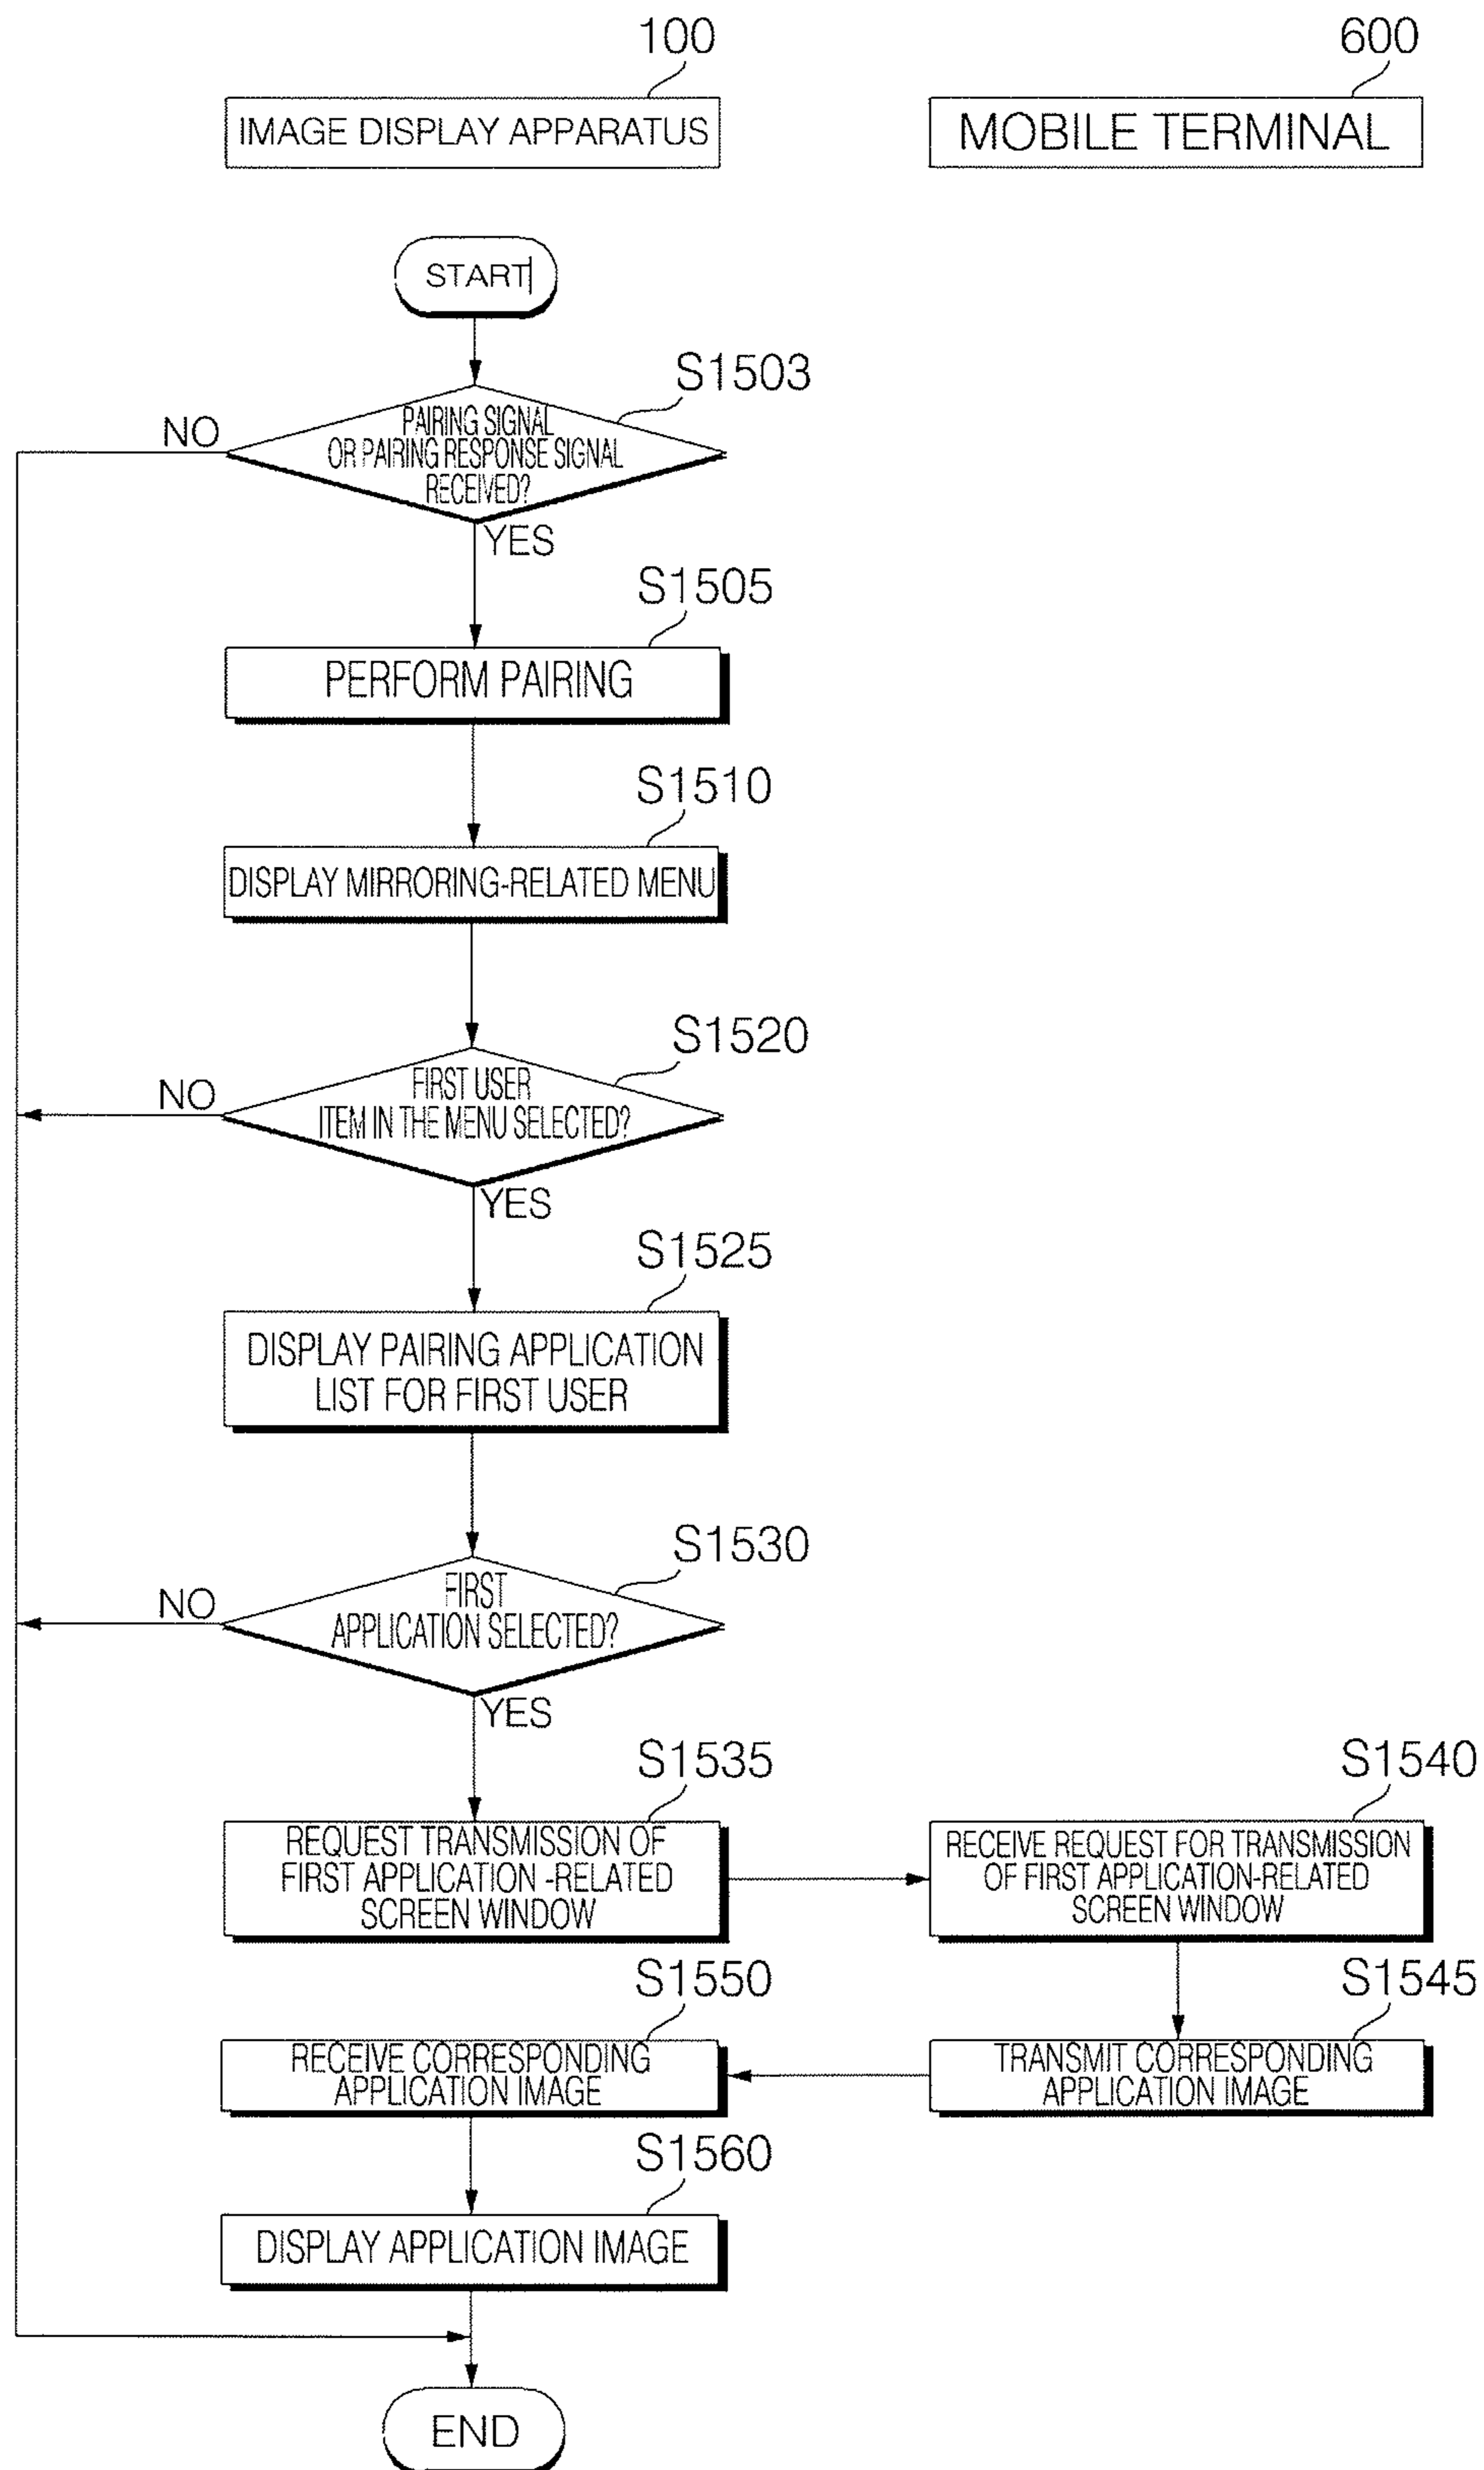 100
600
IMAGE DISPLAY APPARATUS
MOBILE TERMINAL
START
S1503
NO
PAIRING SIGNAL
OR PAIRING RESPONSE SIGNAL
RECEIVED?
YES
S1505
PERFORM PAIRING
S1510
DISPLAY MIRRORING-RELATED MENU
S1520
NO
FIRST USER
ITEM IN THE MENU SELECTED?
YES
S1525
DISPLAY PAIRING APPLICATION
LIST FOR FIRST USER
S1530
NO
FIRST
APPLICATION SELECTED?
YES
S1535
REQUEST TRANSMISSION OF
FIRST APPLICATION -RELATED
SCREEN WINDOW
S1540
RECEIVE REQUEST FOR TRANSMISSION
OF FIRST APPLICATION-RELATED
SCREEN WINDOW
S1550
RECEIVE CORRESPONDING
APPLICATION IMAGE
S1545
TRANSMIT CORRESPONDING
APPLICATION IMAGE
S1560
DISPLAY APPLICATION IMAGE
END